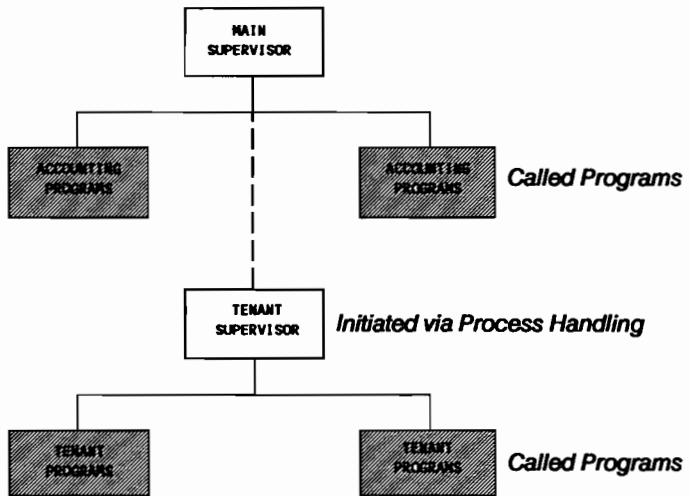 MAIN
SUPERVISOR
ACCOUNTING
PROGRAMS
ACCOUNTING
PROGRAMS
Called Programs
TENANT
SUPERVISOR
Initiated via Process Handling
TENANT
PROGRAMS
TENANT
PROGRAMS
Called Programs